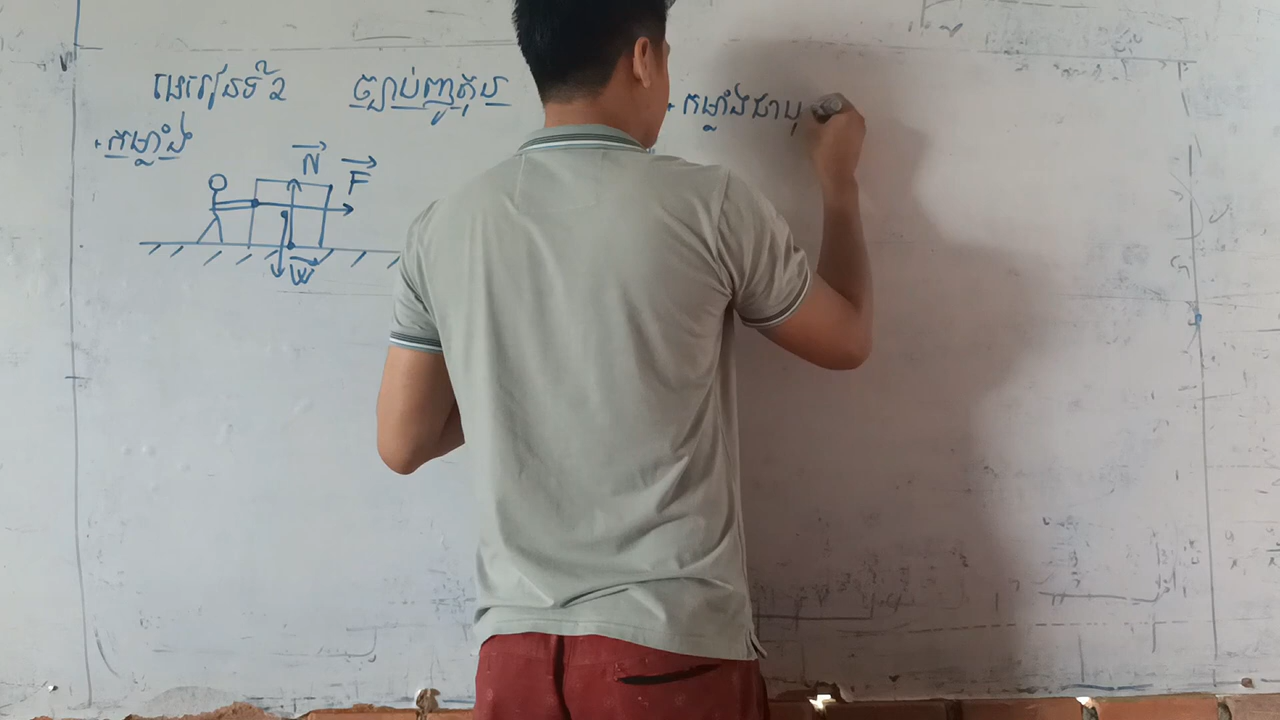 មេរៀនទី២ ច្បាប់ញូតុន
. កម្លាំង
N
F
W
. កម្លាំងជាប